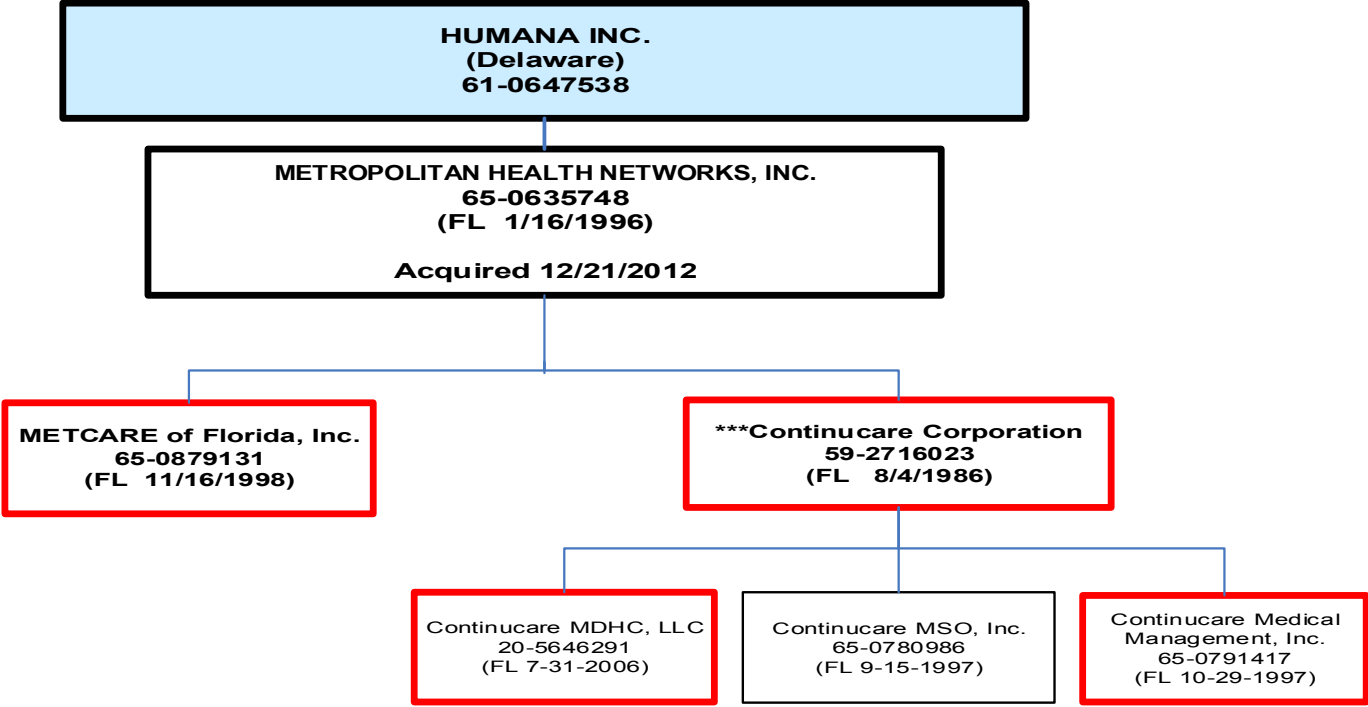 HUMANA INC.
(Delaware)
61-0647538
METROPOLITAN HEALTH NETWORKS, INC.
65-0635748
(FL 1/16/1996)
Acquired 12/21/2012
METCARE of Florida, Inc.
65-0879131
(FL 11/16/1998)
***Continucare Corporation
59-2716023
(FL 8/4/1986)
Continucare MDHC, LLC
20-5646291
(FL 7-31-2006)
Continucare MSO, Inc.
65-0780986
(FL 9-15-1997)
Continucare Medical
Management, Inc.
65-0791417
(FL 10-29-1997)